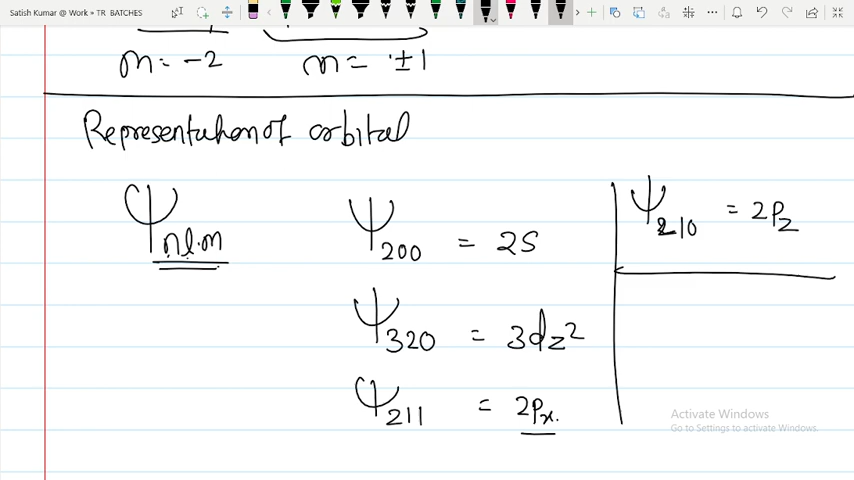 Satish Kumar @ Work » TR BATCHES
m = -2 m = ±1
Representation of orbital
Ψn.l.m
Ψ200 = 2S
Ψ320 = 3dz²
Ψ211 = 2Px.
Ψ210 = 2Pz
Activate Windows
Go to Settings to activate Windows.